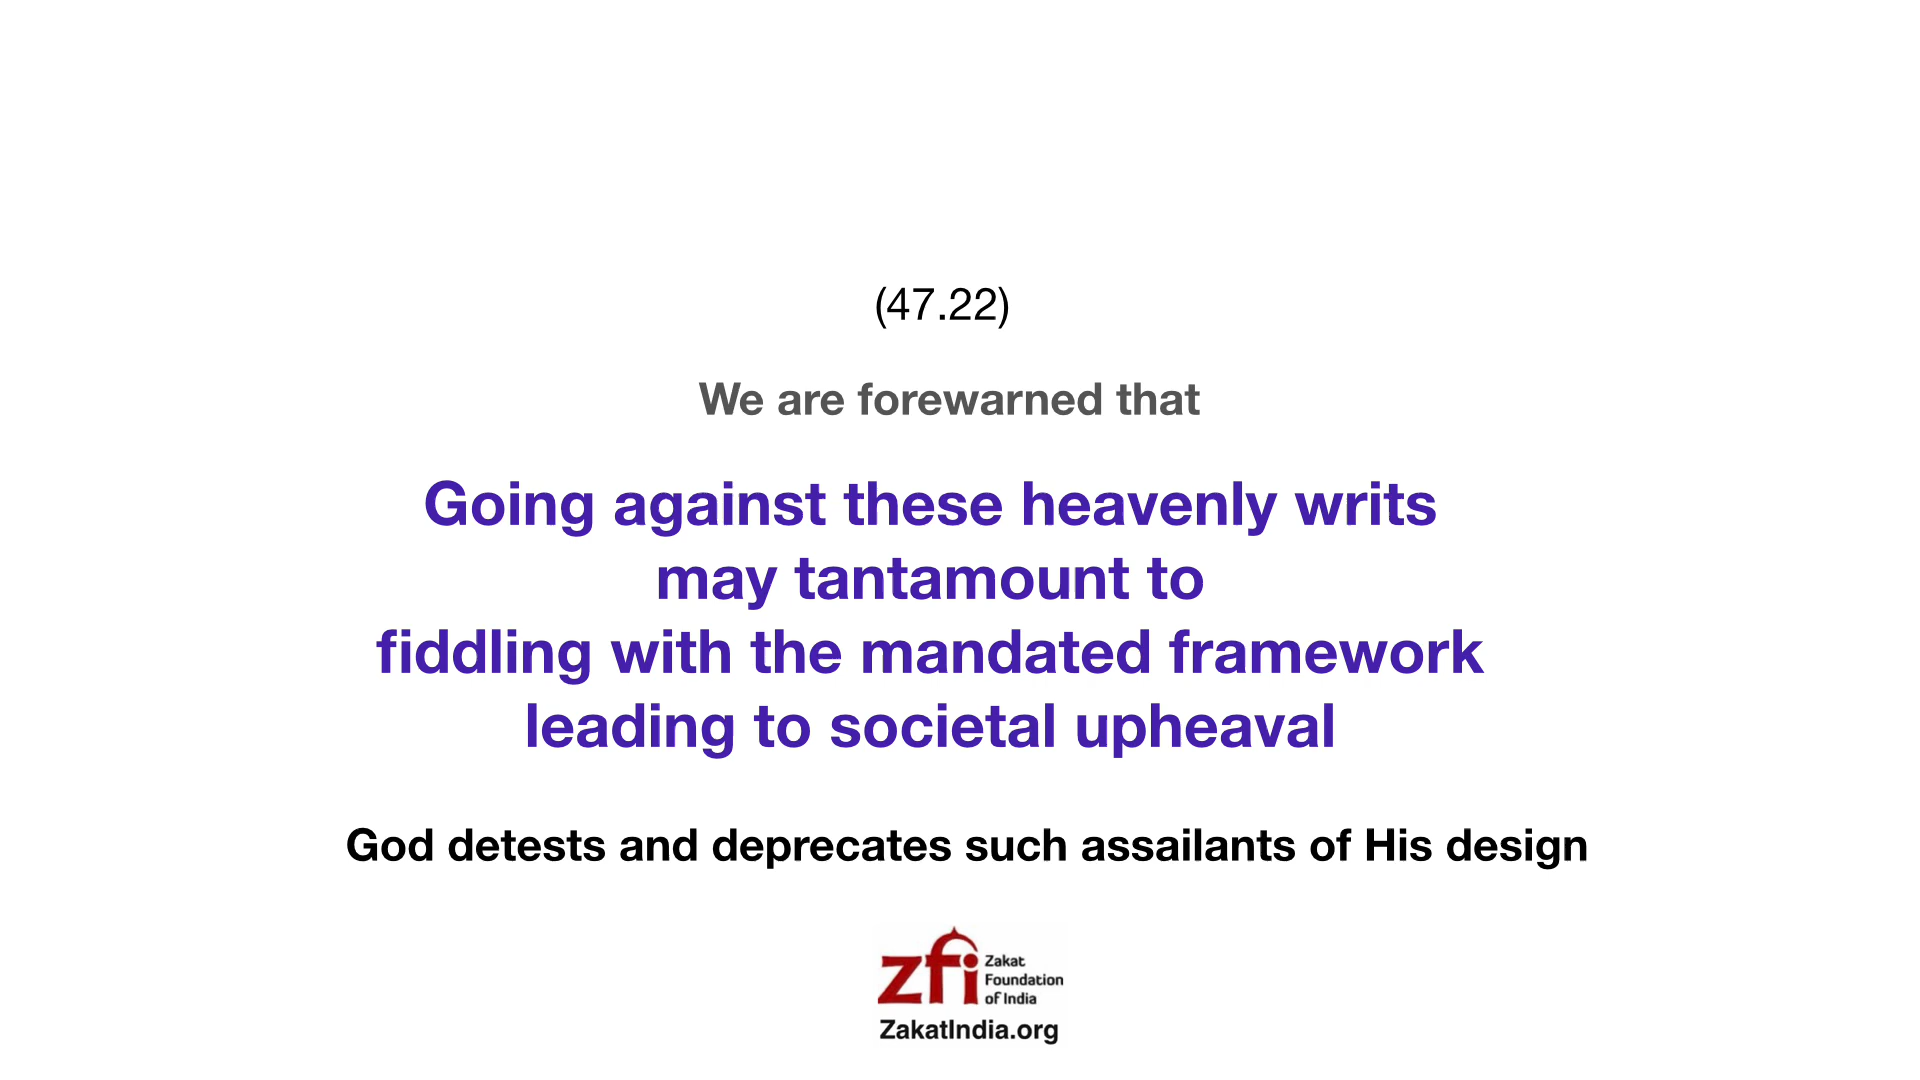 (47.22)
We are forewarned that
Going against these heavenly writs
may tantamount to
fiddling with the mandated framework
leading to societal upheaval
God detests and deprecates such assailants of His design
zfi
Zakat
Foundation
of India
ZakatIndia.org